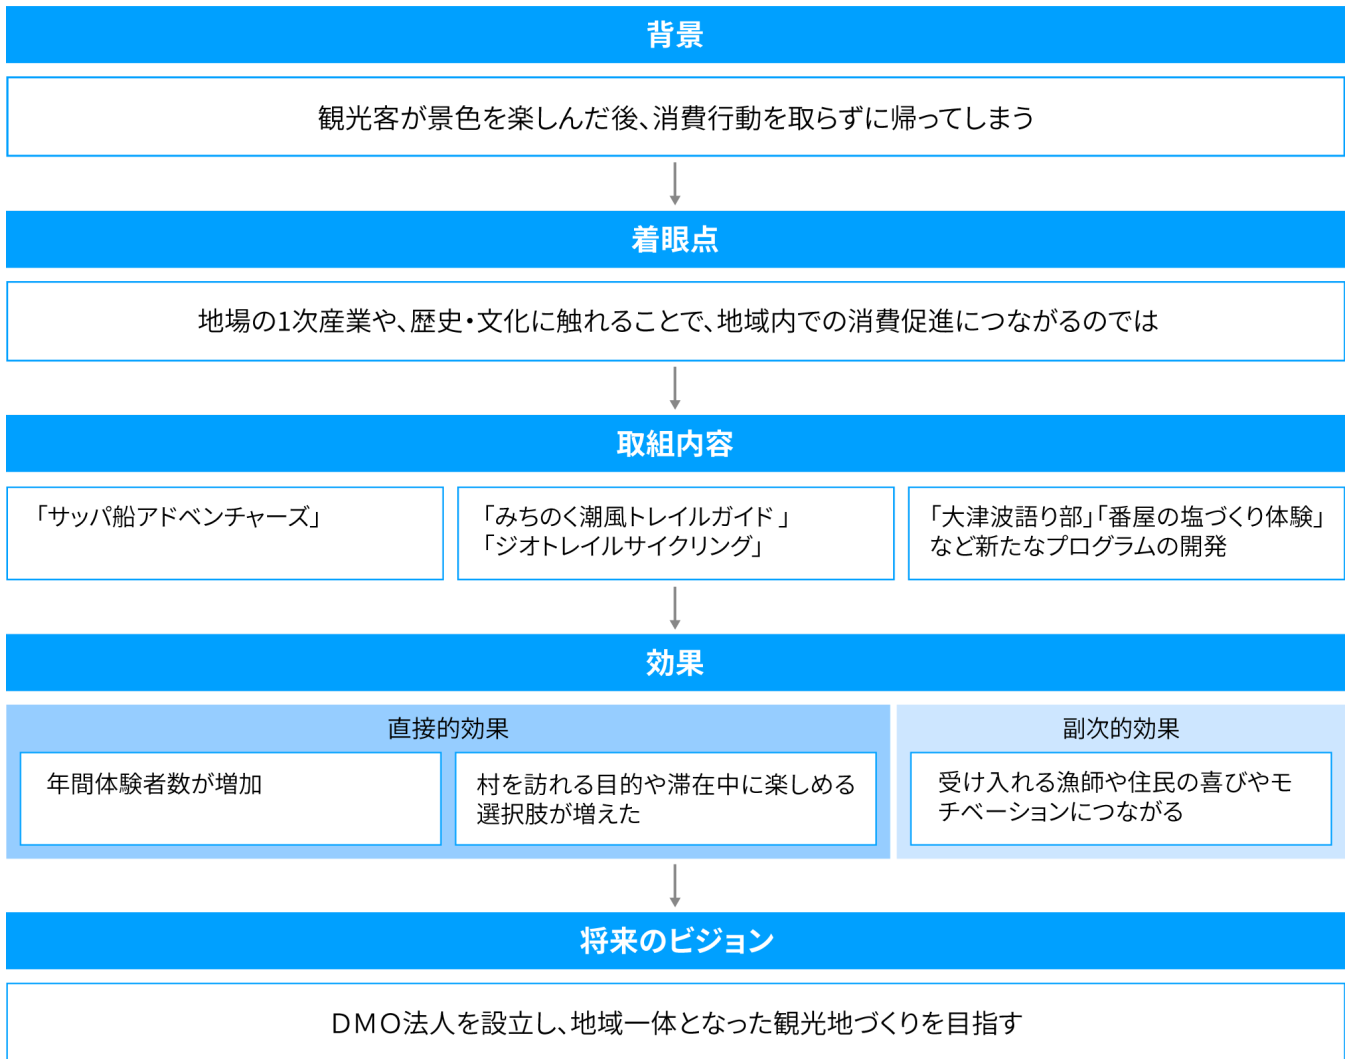 背景
観光客が景色を楽しんだ後、消費行動を取らずに帰ってしまう
着眼点
地場の1次産業や、歴史・文化に触れることで、地域内での消費促進につながるのでは
取組内容
「サッパ船アドベンチャーズ」
「みちのく潮風トレイルガイド」
「ジオトレイルサイクリング」
「大津波語り部」「番屋の塩づくり体験」
など新たなプログラムの開発
効果
直接的効果
年間体験者数が増加
村を訪れる目的や滞在中に楽しめる
選択肢が増えた
副次的効果
受け入れる漁師や住民の喜びやモ
チベーションにつながる
将来のビジョン
DMO法人を設立し、地域一体となった観光地づくりを目指す